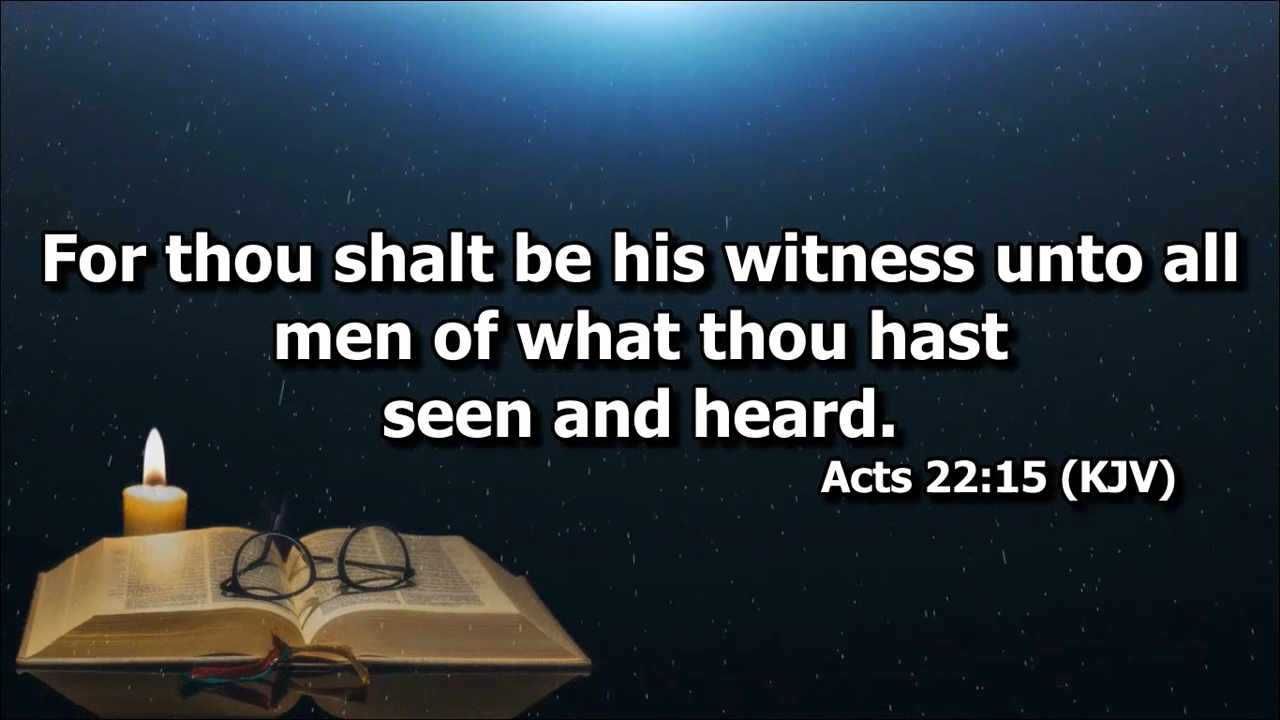 For thou shalt be his witness unto all
men of what thou hast
seen and heard.
Acts 22:15 (KJV)